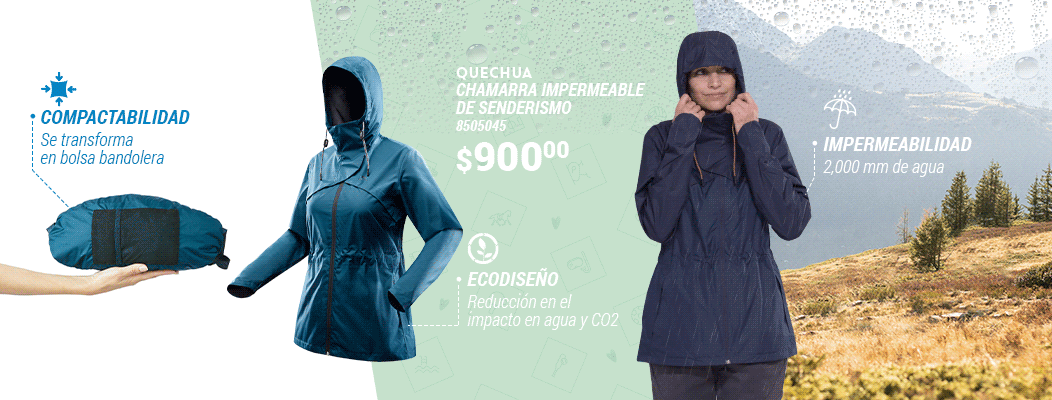 COMPACTABILIDAD
Se transforma
en bolsa bandolera
QUECHUA
CHAMARRA IMPERMEABLE
DE SENDERISMO
8505045
$900⁰⁰
ECODISEÑO
Reducción en el
impacto en agua y CO2
IMPERMEABILIDAD
2,000 mm de agua